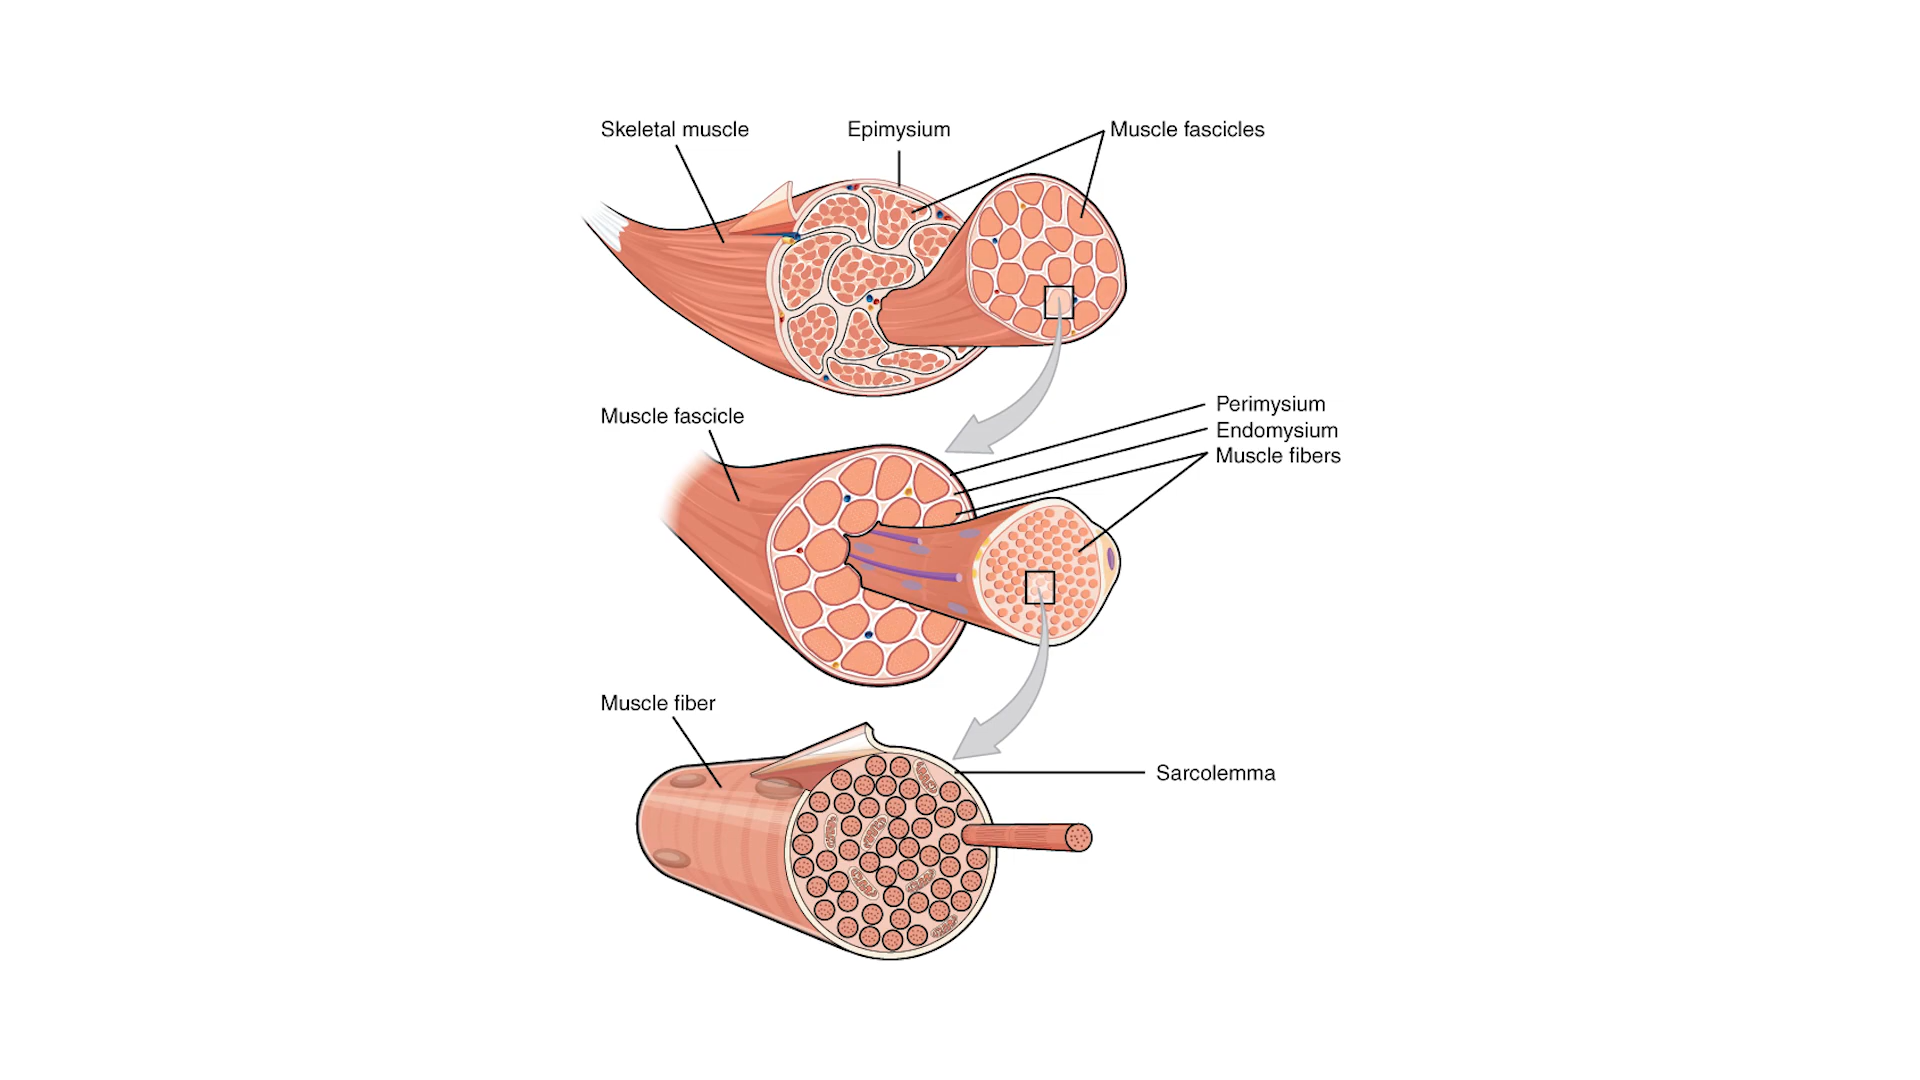 Skeletal muscle
Epimysium
Muscle fascicles
Muscle fascicle
Perimysium
Endomysium
Muscle fibers
Muscle fiber
Sarcolemma